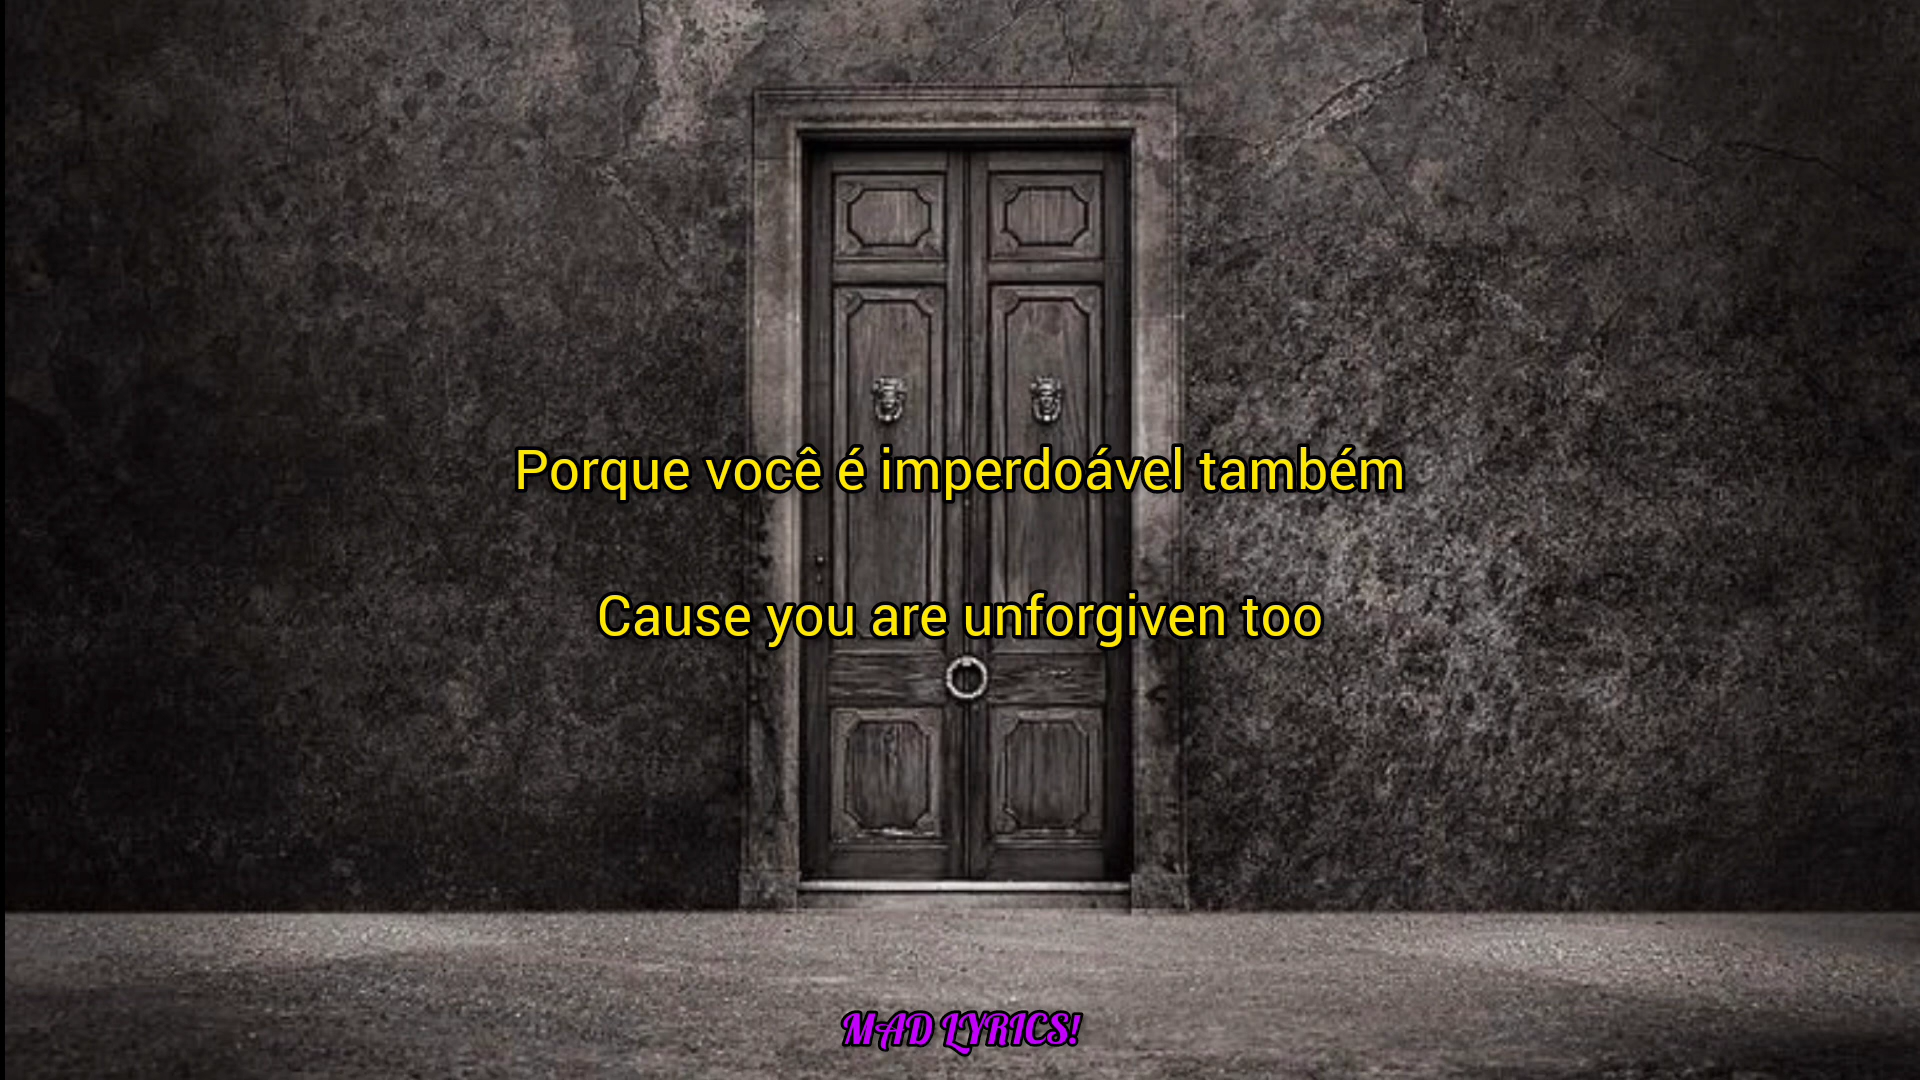 Porque você é imperdoável também
Cause you are unforgiven too
MAD LYRICS!